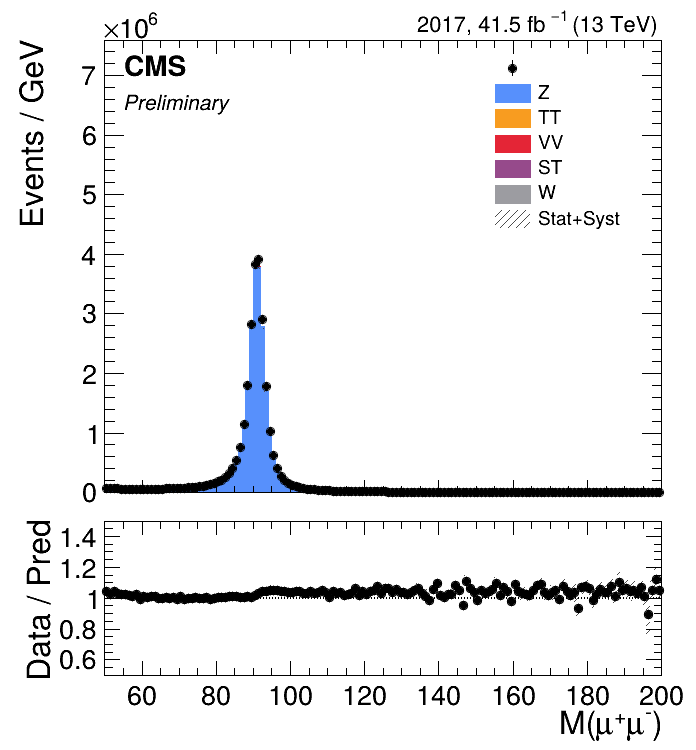 ×10⁶
2017, 41.5 fb⁻¹ (13 TeV)
CMS
Preliminary
Z
TT
VV
ST
W
Stat+Syst
Events / GeV
7
6
5
4
3
2
1
0
Data / Pred
1.4
1.2
1
0.8
0.6
60 80 100 120 140 160 180 200
M(μ⁺μ⁻)